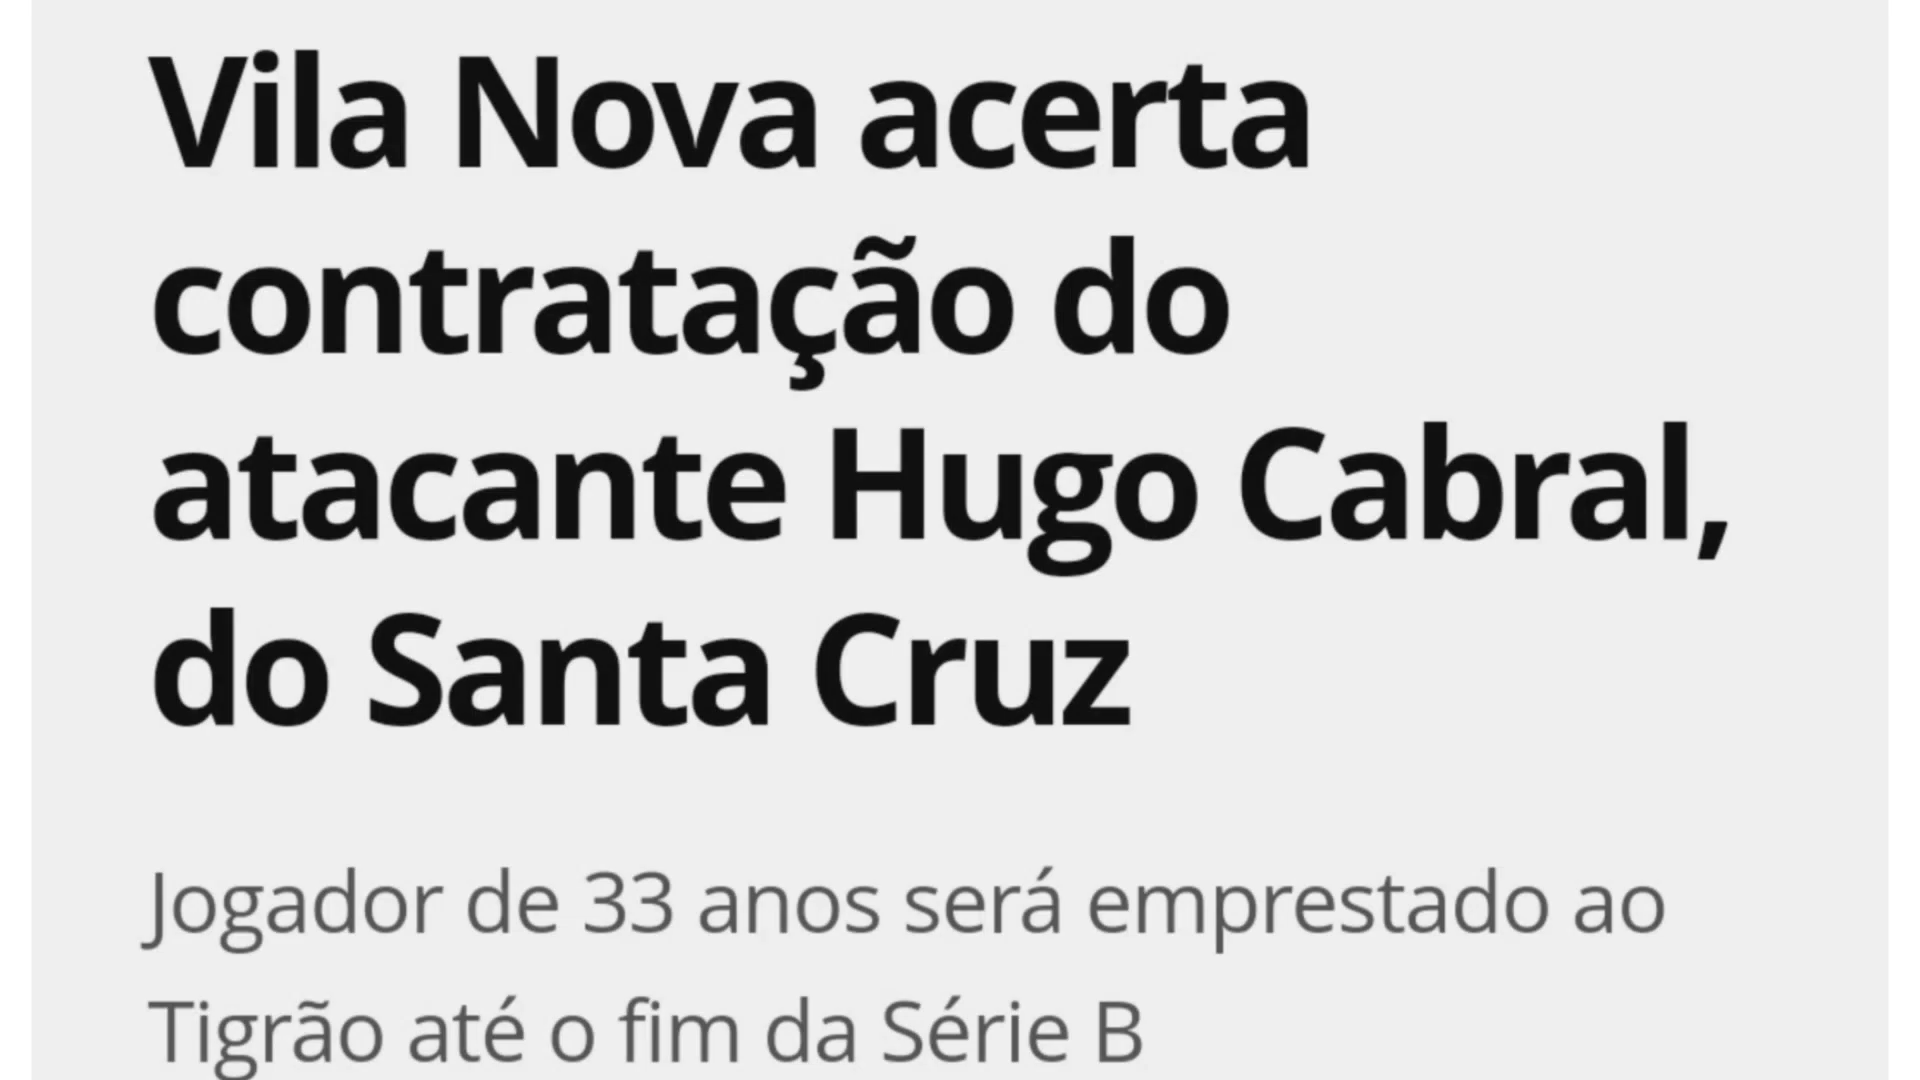 Vila Nova acerta
contratação do
atacante Hugo Cabral,
do Santa Cruz
Jogador de 33 anos será emprestado ao
Tigrão até o fim da Série B